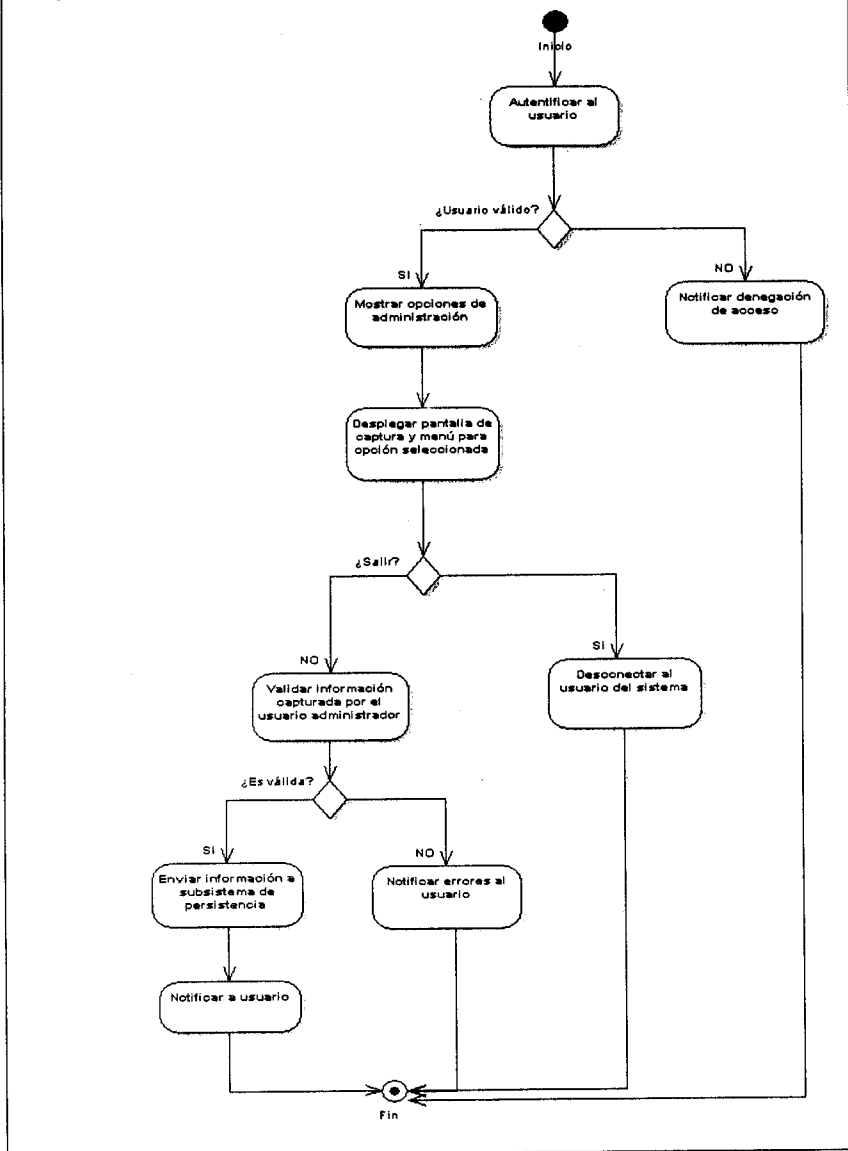 Inicio
Autentificar al
usuario
¿Usuario válido?
SI
NO
Mostrar opciones de
administración
Notificar denegación
de acceso
Desplegar pantalla de
captura y menú para
opción seleccionada
¿Salir?
NO
SI
Validar información
capturada por el
usuario administrador
Desconectar al
usuario del sistema
¿Es válida?
SI
NO
Enviar información a
subsistema de
persistencia
Notificar errores al
usuario
Notificar a usuario
Fin